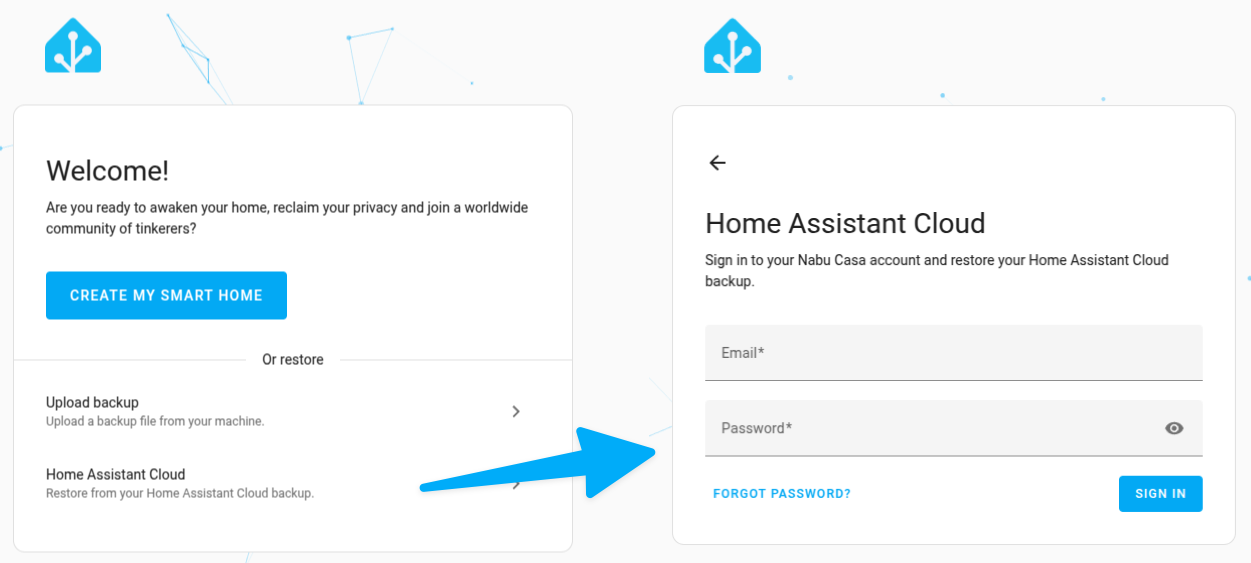 Welcome!
Are you ready to awaken your home, reclaim your privacy and join a worldwide
community of tinkerers?
CREATE MY SMART HOME
Or restore
Upload backup
Upload a backup file from your machine.
Home Assistant Cloud
Restore from your Home Assistant Cloud backup.
Home Assistant Cloud
Sign in to your Nabu Casa account and restore your Home Assistant Cloud
backup.
Email*
Password*
FORGOT PASSWORD?
SIGN IN